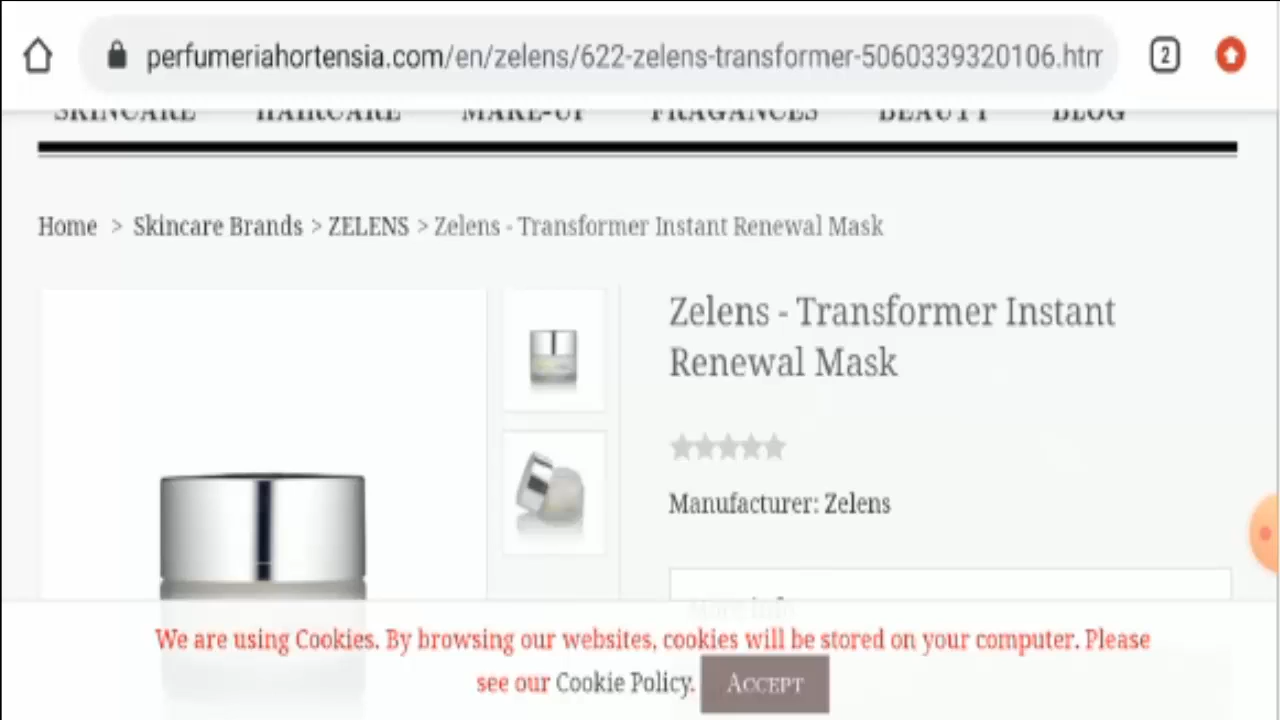 perfumeriahortensia.com/en/zelens/622-zelens-transformer-5060339320106.htm
2
SKINCARE HAIRCARE MAKE-UP FRAGANCES BEAUTY BLOG
Home > Skincare Brands > ZELENS > Zelens - Transformer Instant Renewal Mask
Zelens - Transformer Instant
Renewal Mask
Manufacturer: Zelens
More info
We are using Cookies. By browsing our websites, cookies will be stored on your computer. Please
see our Cookie Policy. ACCEPT